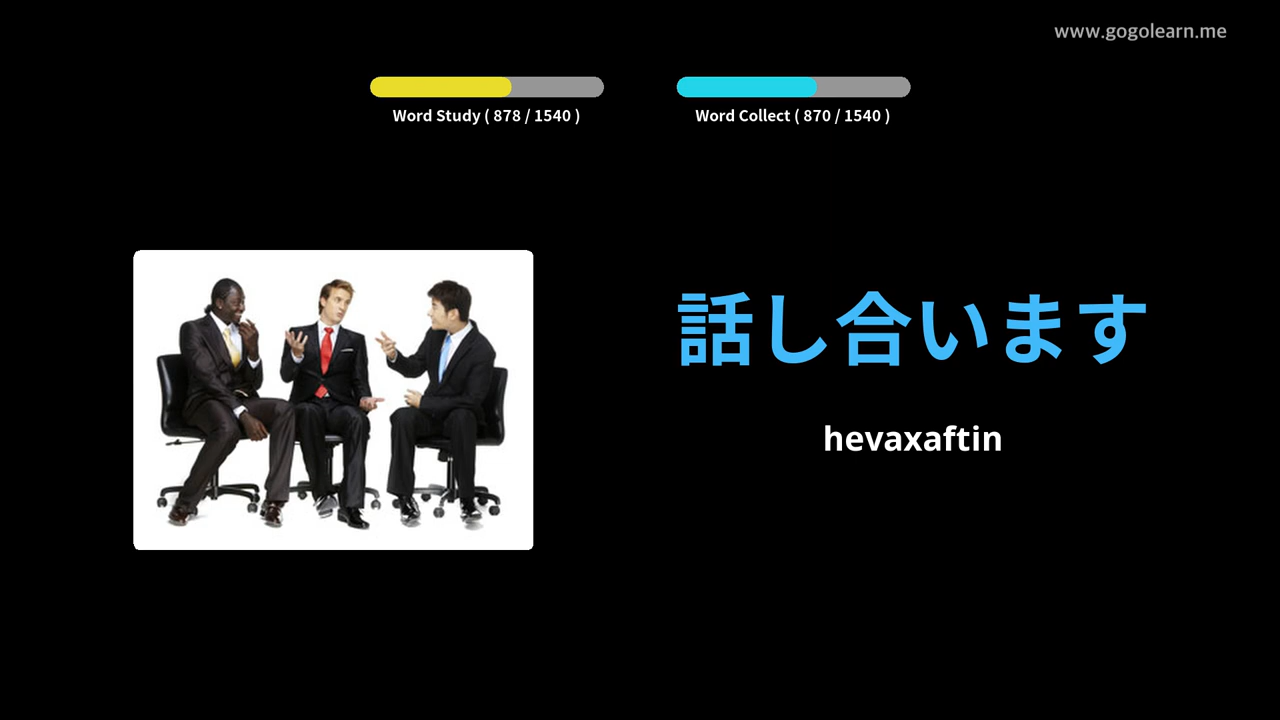 www.gogolearn.me
Word Study ( 878 / 1540 )
Word Collect ( 870 / 1540 )
話し合います
hevaxaftin